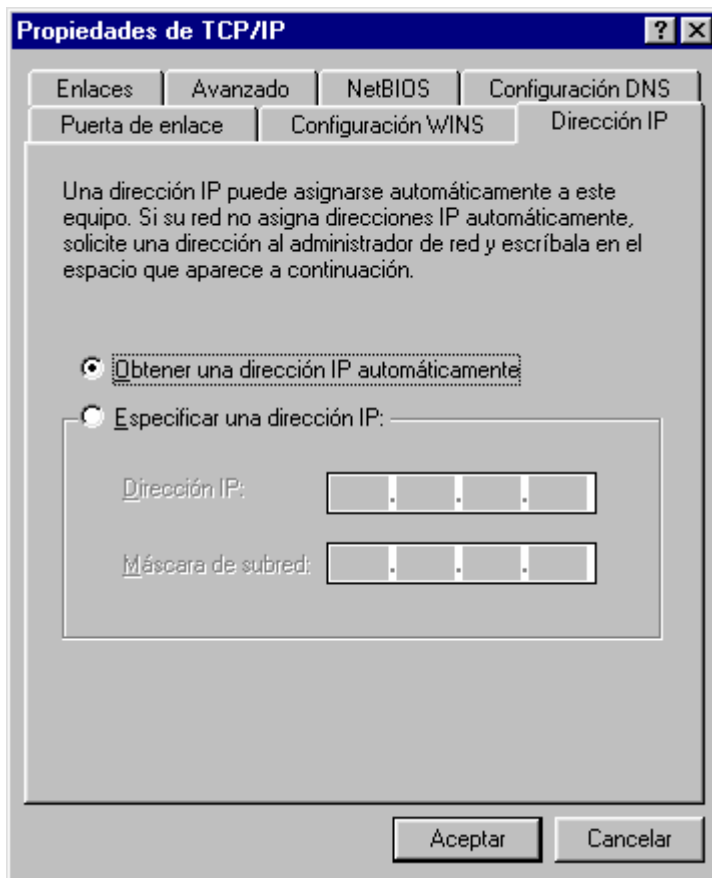 Propiedades de TCP/IP
Enlaces Avanzado NetBIOS Configuración DNS
Puerta de enlace Configuración WINS Dirección IP
Una dirección IP puede asignarse automáticamente a este
equipo. Si su red no asigna direcciones IP automáticamente,
solicite una dirección al administrador de red y escríbala en el
espacio que aparece a continuación.
Obtener una dirección IP automáticamente
Especificar una dirección IP:
Dirección IP:
Máscara de subred:
Aceptar Cancelar